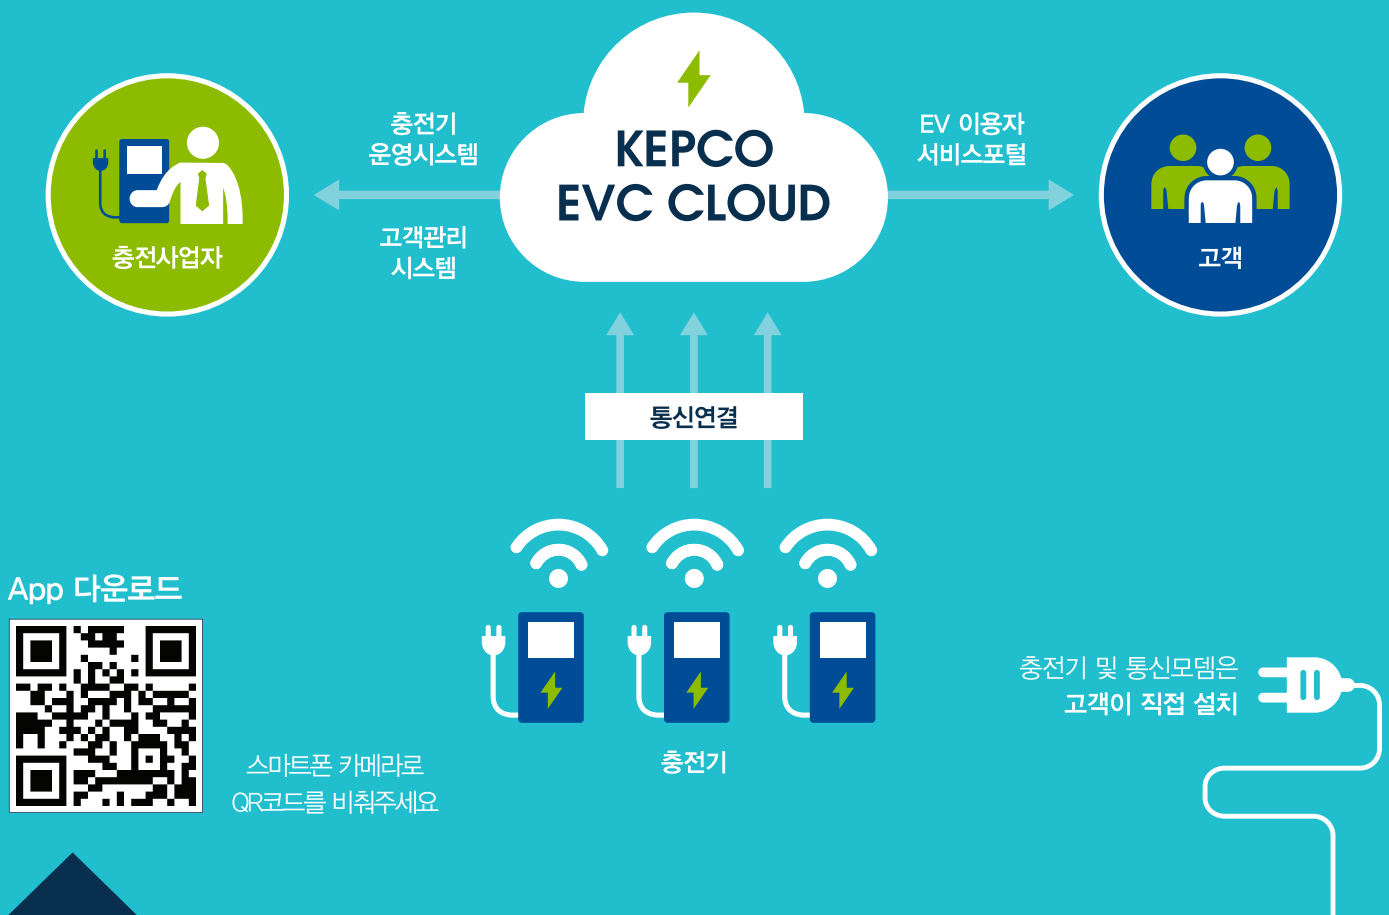 충전기
운영시스템
고객관리
시스템
충전사업자
KEPCO
EVC CLOUD
EV 이용자
서비스포털
고객
통신연결
충전기
App 다운로드
스마트폰 카메라로
QR코드를 비춰주세요
충전기 및 통신모뎀은
고객이 직접 설치